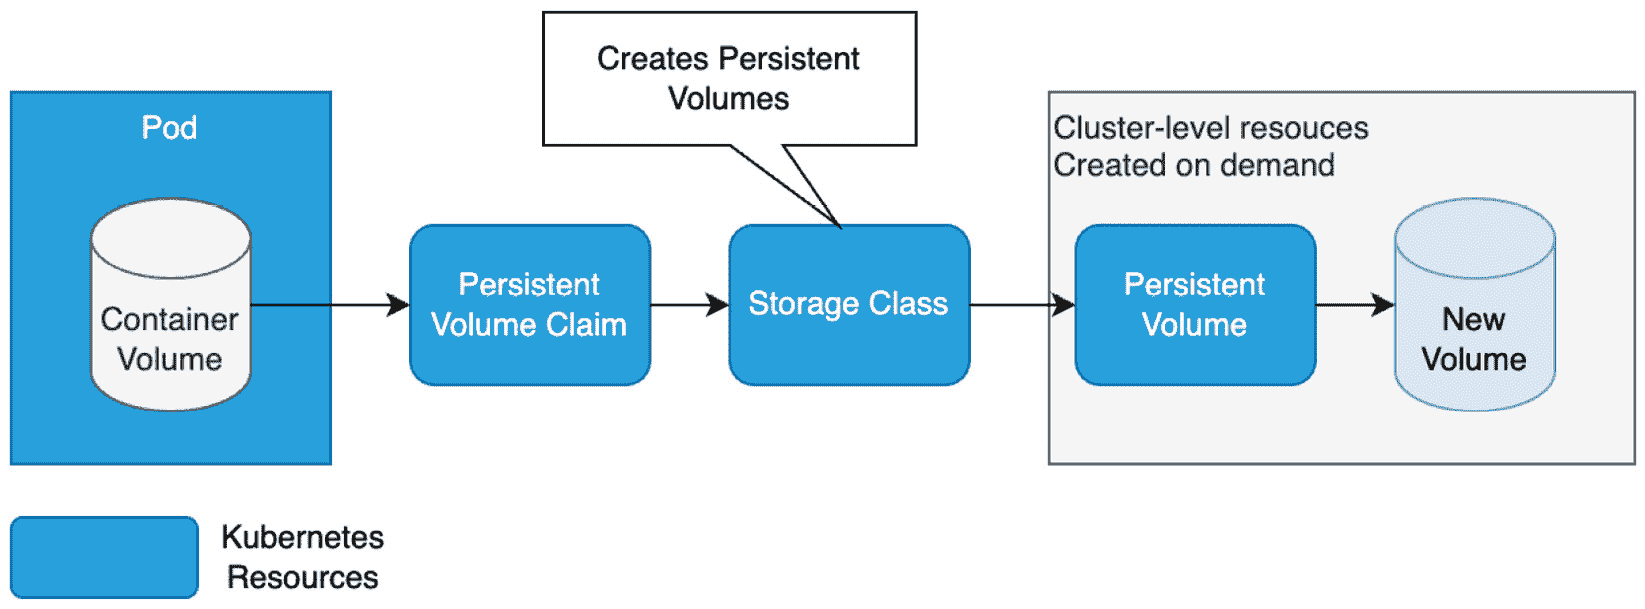 Creates Persistent
Volumes
Pod
Cluster-level resouces
Created on demand
Container
Volume
Persistent
Volume Claim
Storage Class
Persistent
Volume
New
Volume
Kubernetes
Resources